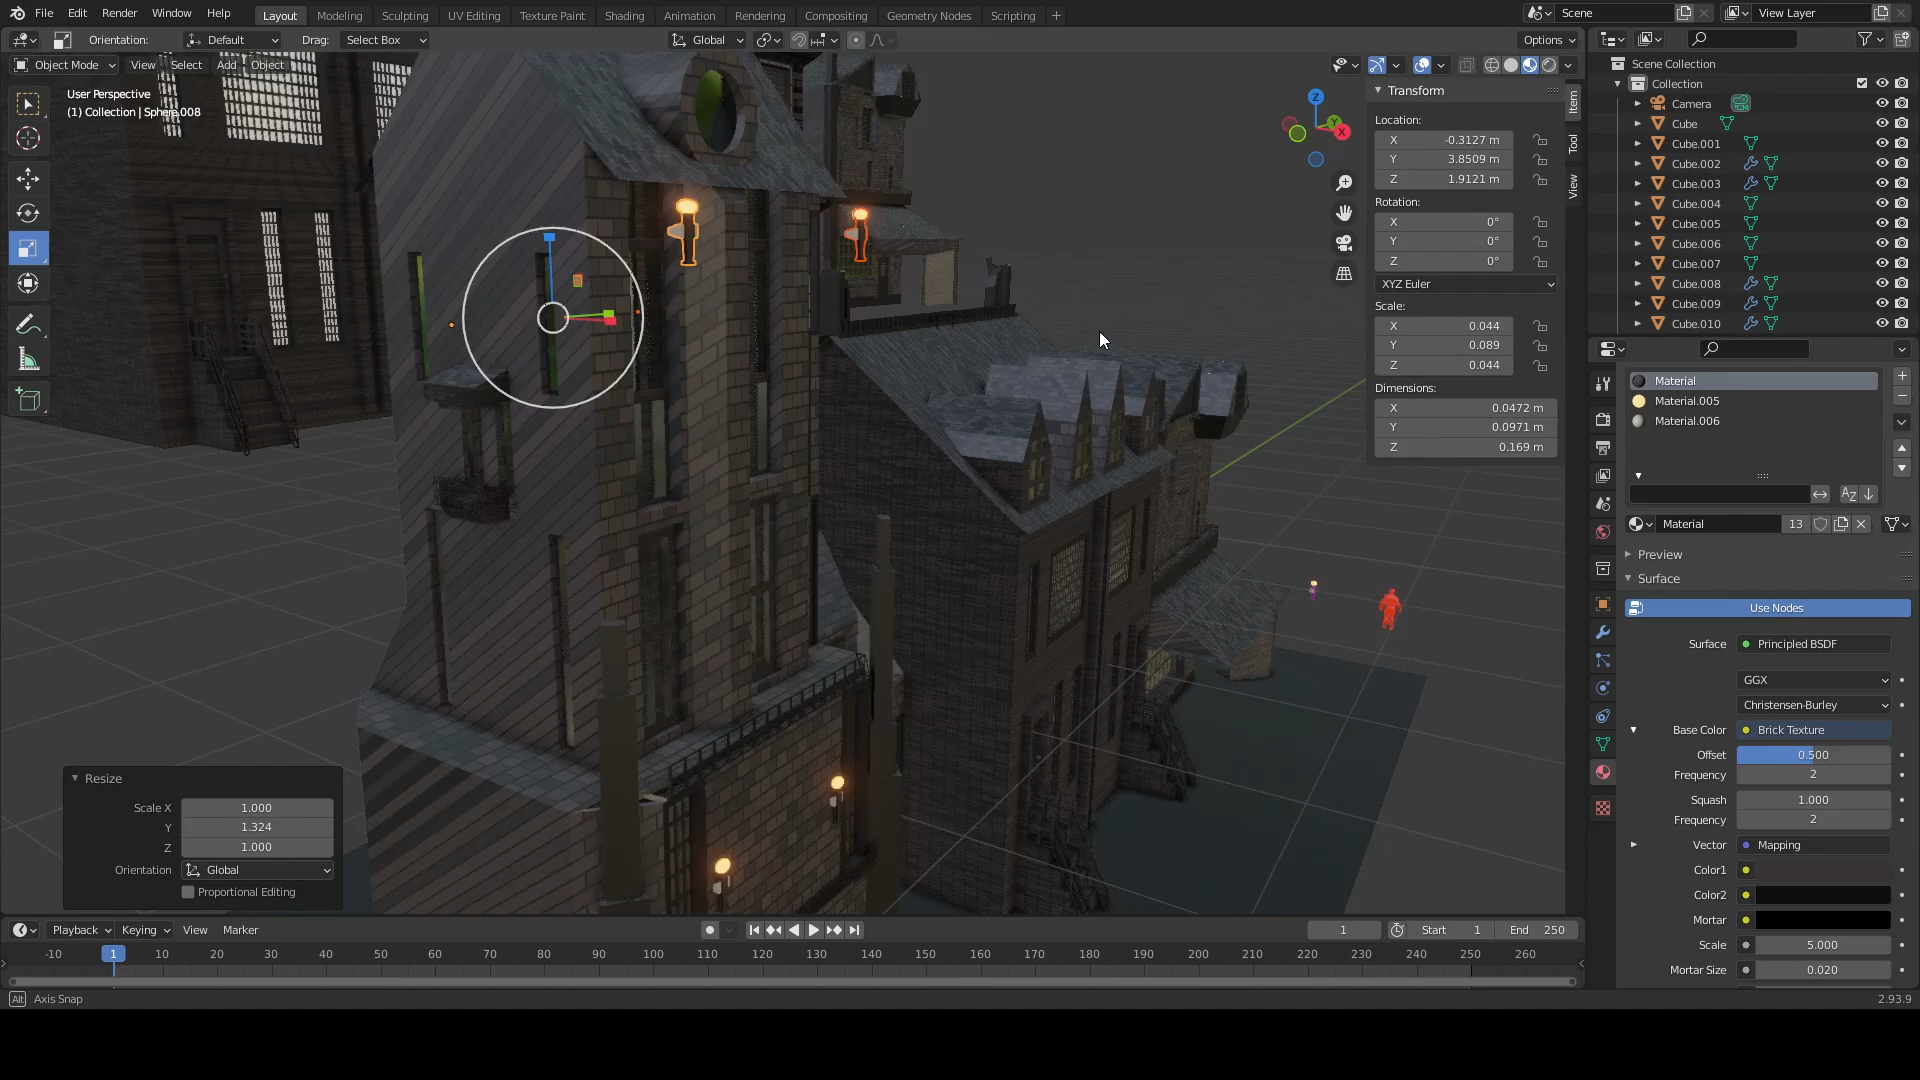 File Edit Render Window Help Layout Modeling Sculpting UV Editing Texture Paint Shading Animation Rendering Compositing Geometry Nodes Scripting + Scene View Layer
Orientation: Default Drag: Select Box Global Options
Object Mode View Select Add Object
User Perspective
(1) Collection | Sphere.008
Z
Y
X
Transform
Location:
X -0.3127 m
Y 3.8509 m
Z 1.9121 m
Rotation:
X 0°
Y 0°
Z 0°
XYZ Euler
Scale:
X 0.044
Y 0.089
Z 0.044
Dimensions:
X 0.0472 m
Y 0.0971 m
Z 0.169 m
Item
Tool
View
Scene Collection
Collection
Camera
Cube
Cube.001
Cube.002
Cube.003
Cube.004
Cube.005
Cube.006
Cube.007
Cube.008
Cube.009
Cube.010
Material
Material.005
Material.006
Material 13
Preview
Surface
Use Nodes
Surface Principled BSDF
GGX
Christensen-Burley
Base Color Brick Texture
Offset 0.500
Frequency 2
Squash 1.000
Frequency 2
Vector Mapping
Color1
Color2
Mortar
Scale 5.000
Mortar Size 0.020
Resize
Scale X 1.000
Y 1.324
Z 1.000
Orientation Global
Proportional Editing
Playback Keying View Marker 1 Start 1 End 250
-10 1 10 20 30 40 50 60 70 80 90 100 110 120 130 140 150 160 170 180 190 200 210 220 230 240 250 260
Alt Axis Snap 2.93.9